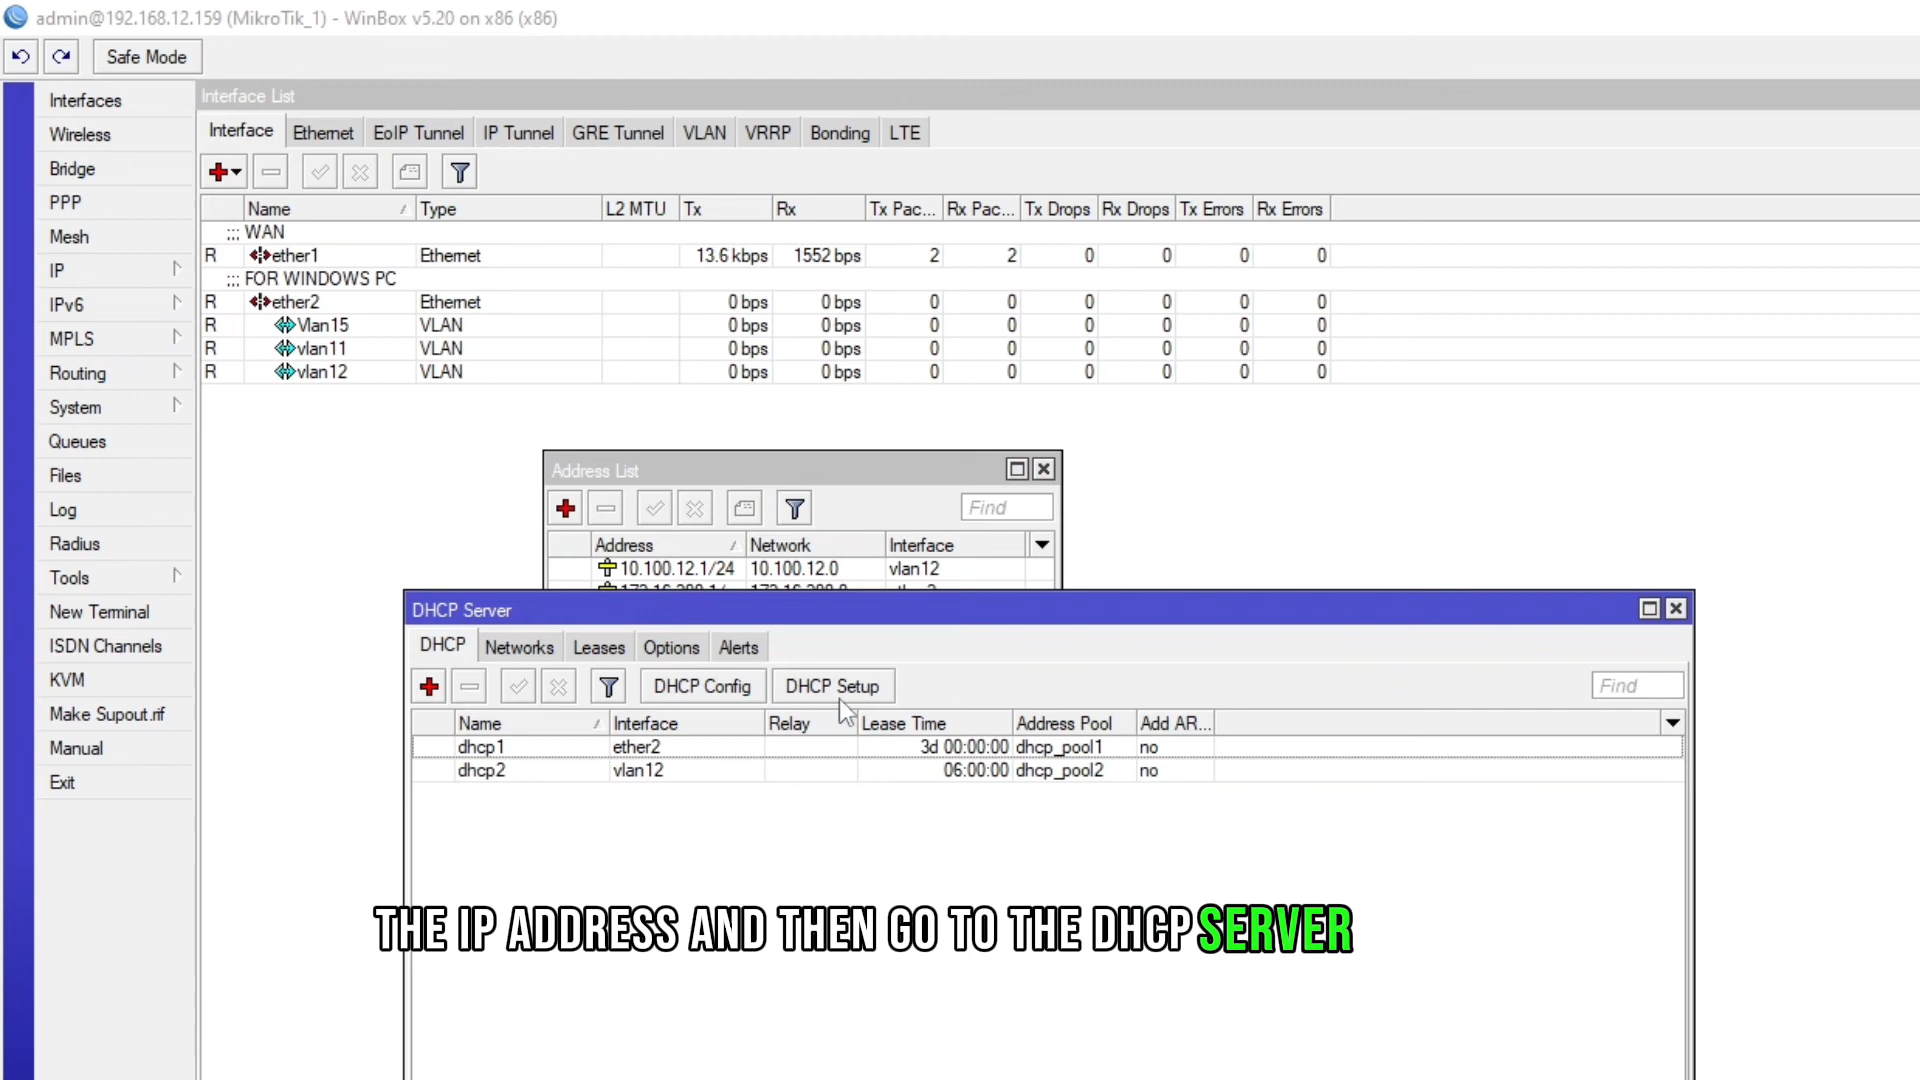 admin@192.168.12.159 (MikroTik_1) - WinBox v5.20 on x86 (x86)
Safe Mode
Interfaces
Wireless
Bridge
PPP
Mesh
IP
IPv6
MPLS
Routing
System
Queues
Files
Log
Radius
Tools
New Terminal
ISDN Channels
KVM
Make Supout.rif
Manual
Exit
Interface List
Interface Ethernet EoIP Tunnel IP Tunnel GRE Tunnel VLAN VRRP Bonding LTE
Name Type L2 MTU Tx Rx Tx Pac... Rx Pac... Tx Drops Rx Drops Tx Errors Rx Errors
;;; WAN
R ether1 Ethernet 13.6 kbps 1552 bps 2 2 0 0 0 0
;;; FOR WINDOWS PC
R ether2 Ethernet 0 bps 0 bps 0 0 0 0 0 0
R Vlan15 VLAN 0 bps 0 bps 0 0 0 0 0 0
R vlan11 VLAN 0 bps 0 bps 0 0 0 0 0 0
R vlan12 VLAN 0 bps 0 bps 0 0 0 0 0 0
Address List
Find
Address Network Interface
10.100.12.1/24 10.100.12.0 vlan12
DHCP Server
DHCP Networks Leases Options Alerts
DHCP Config DHCP Setup Find
Name Interface Relay Lease Time Address Pool Add AR...
dhcp1 ether2 3d 00:00:00 dhcp_pool1 no
dhcp2 vlan12 06:00:00 dhcp_pool2 no
THE IP ADDRESS AND THEN GO TO THE DHCP SERVER